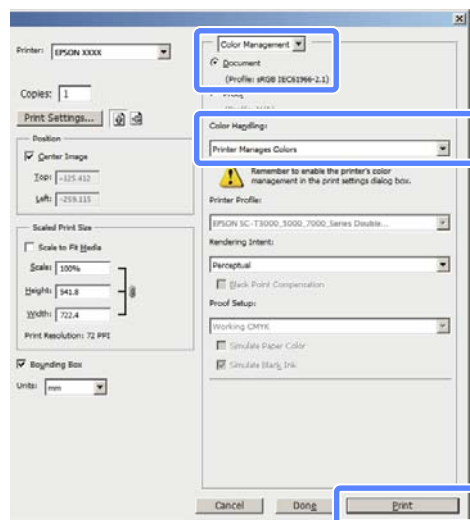 Printer: EPSON XXXX
Copies: 1
Print Settings...
Position
Center Image
Top: -125.412
Left: -259.115
Scaled Print Size
Scale to Fit Media
Scale: 100%
Height: 541.8
Width: 722.4
Print Resolution: 72 PPI
Bounding Box
Units: mm
Color Management
Document
(Profile: sRGB IEC61966-2.1)
Color Handling:
Printer Manages Colors
Remember to enable the printer's color
management in the print settings dialog box.
Printer Profile:
EPSON SC-T3000_5000_7000_Series Double...
Rendering Intent:
Perceptual
Black Point Compensation
Proof Setup:
Working CMYK
Simulate Paper Color
Simulate Black Ink
Cancel
Done
Print